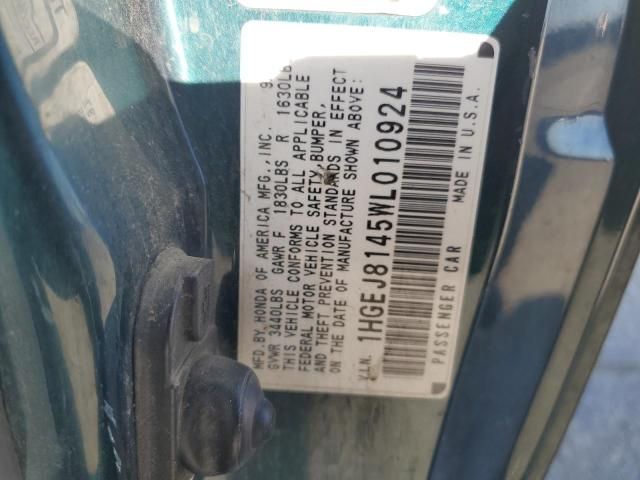 MFD.BY HONDA OF AMERICA MFG.,INC. 9
GVWR 3440LBS GAWR F 1830LBS R 1630LB
THIS VEHICLE CONFORMS TO ALL APPLICABLE
FEDERAL MOTOR VEHICLE SAFETY,BUMPER,
AND THEFT PREVENTION STANDARDS IN EFFECT
ON THE DATE OF MANUFACTURE SHOWN ABOVE:
V.I.N. 1HGEJ8145WL010924
PASSENGER CAR MADE IN U.S.A.